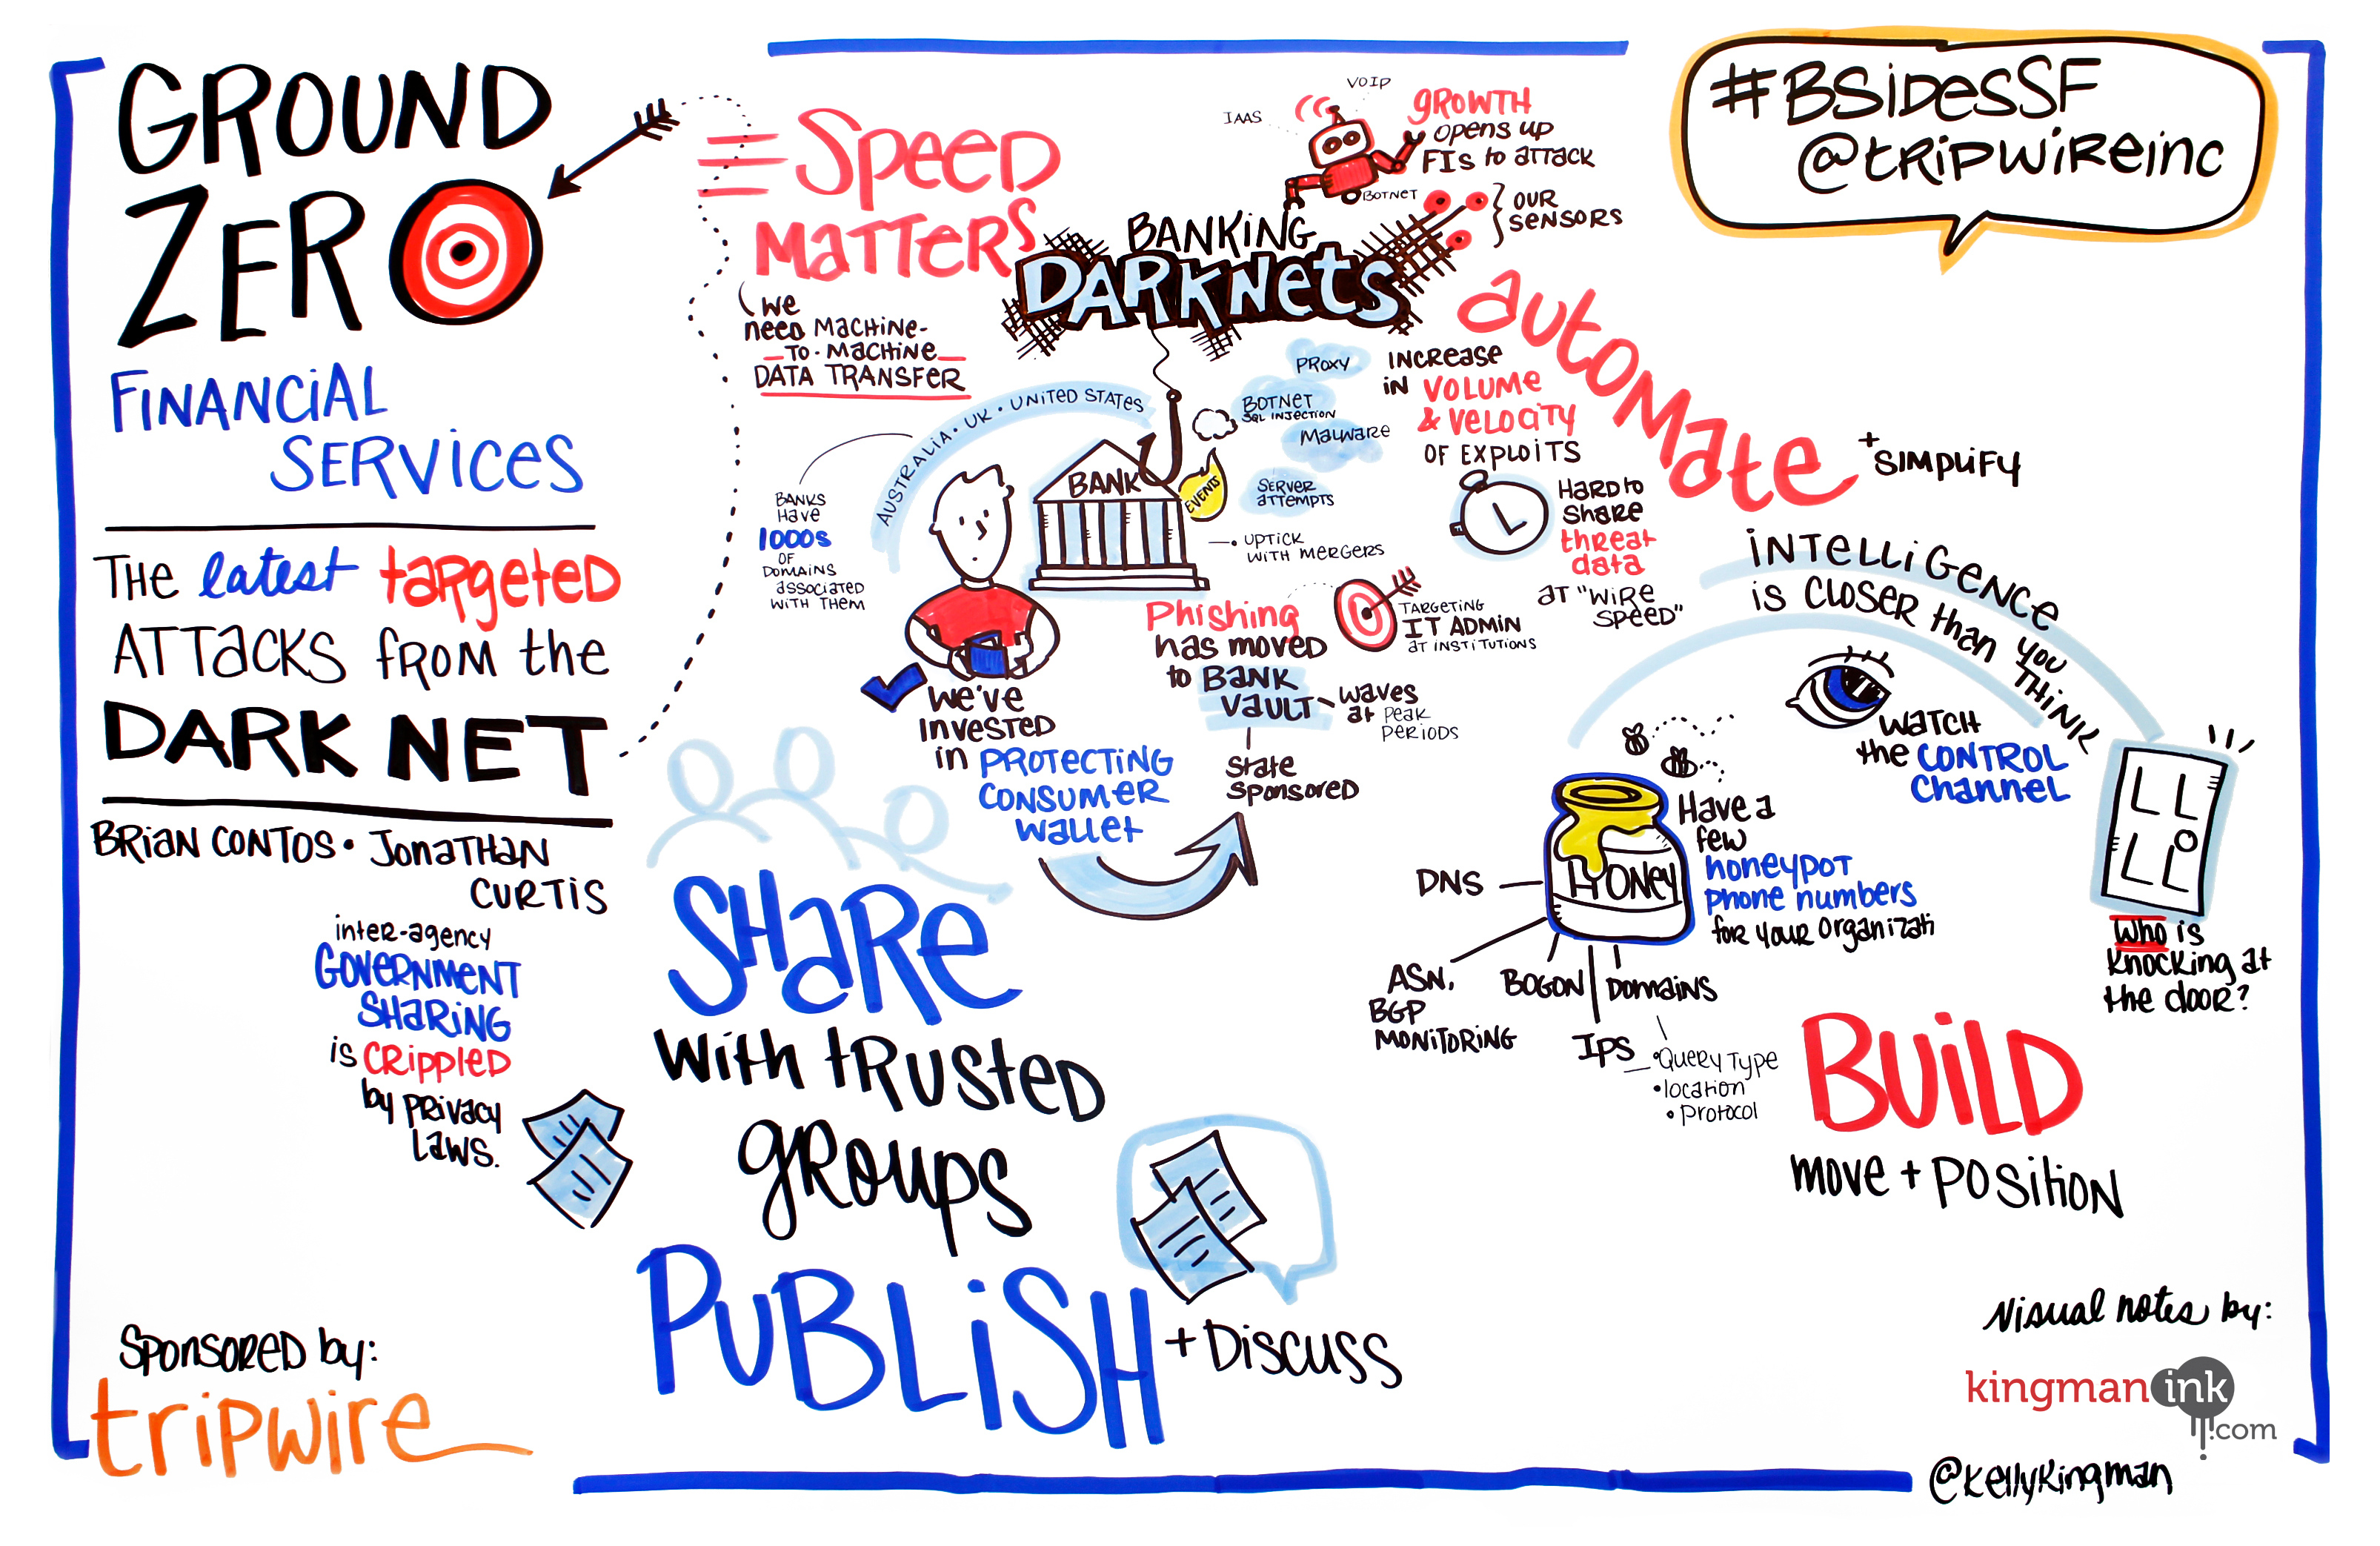 GROUND
ZERO
FINANCIAL
SERVICES
THE latest targeted
ATTACKS FROM the
DARK NET
BRIAN CONTOS • JONATHAN
CURTIS
inter-agency
GOVERNMENT
SHARING
is CRIPPLED
by PRIVACY
LAWS.
SPONSORED by:
tripwire
SPEED
MATTERS
WE
NEED MACHINE-
TO-MACHINE
DATA TRANSFER
IAAS
VOIP
BOTNET
GROWTH
OPENS UP
FIs to ATTACK
OUR
SENSORS
BANKING
DARKNETS
#BSIDESSF
@TRIPWIREINC
AUSTRALIA • UK • UNITED STATES
BANKS
HAVE
1000s
OF
DOMAINS
ASSOCIATED
WITH THEM
BANK
EVENTS
PROXY
BOTNET
SQL INJECTION
MALWARE
SERVER
ATTEMPTS
• UPTICK
WITH MERGERS
INCREASE
IN VOLUME
& VELOCITY
OF EXPLOITS
automate
+ SIMPLIFY
HARD to
SHARE
threat
data
AT "WIRE
SPEED"
Phishing
has moved
to BANK
VAULT
WAVES
at PEAK
PERIODS
State
Sponsored
TARGETING
IT ADMIN
AT INSTITUTIONS
WE'VE
INVESTED
in PROTECTING
CONSUMER
WALLET
INTELLIGENCE
is CLOSER than YOU
THINK
WATCH
the CONTROL
Channel
HONEY
Have a
few
honeypot
phone numbers
for your organizati
DNS
ASN,
BGP
MONITORING
BOGON
IPS
DOMAINS
• QUERY TYPE
• location
• Protocol
WHO is
KNOCKING at
the door?
BUILD
move + POSITION
SHARE
WITH TRUSTED
GROUPS
PUBLISH
+ DISCUSS
Visual notes by:
kingman ink
.com
@kellykingman